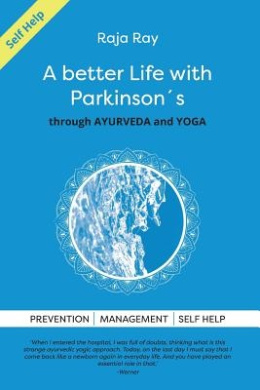 Self Help
Raja Ray
A better Life with
Parkinson´s
through AYURVEDA and YOGA
PREVENTION | MANAGEMENT | SELF HELP
'When I entered the hospital, I was full of doubts, thinking what is this
strange ayurvedic yogic approach. Today, on the last day I must say that I
come back like a newborn again in everyday life. And you have played an
essential role in that.'
-Werner